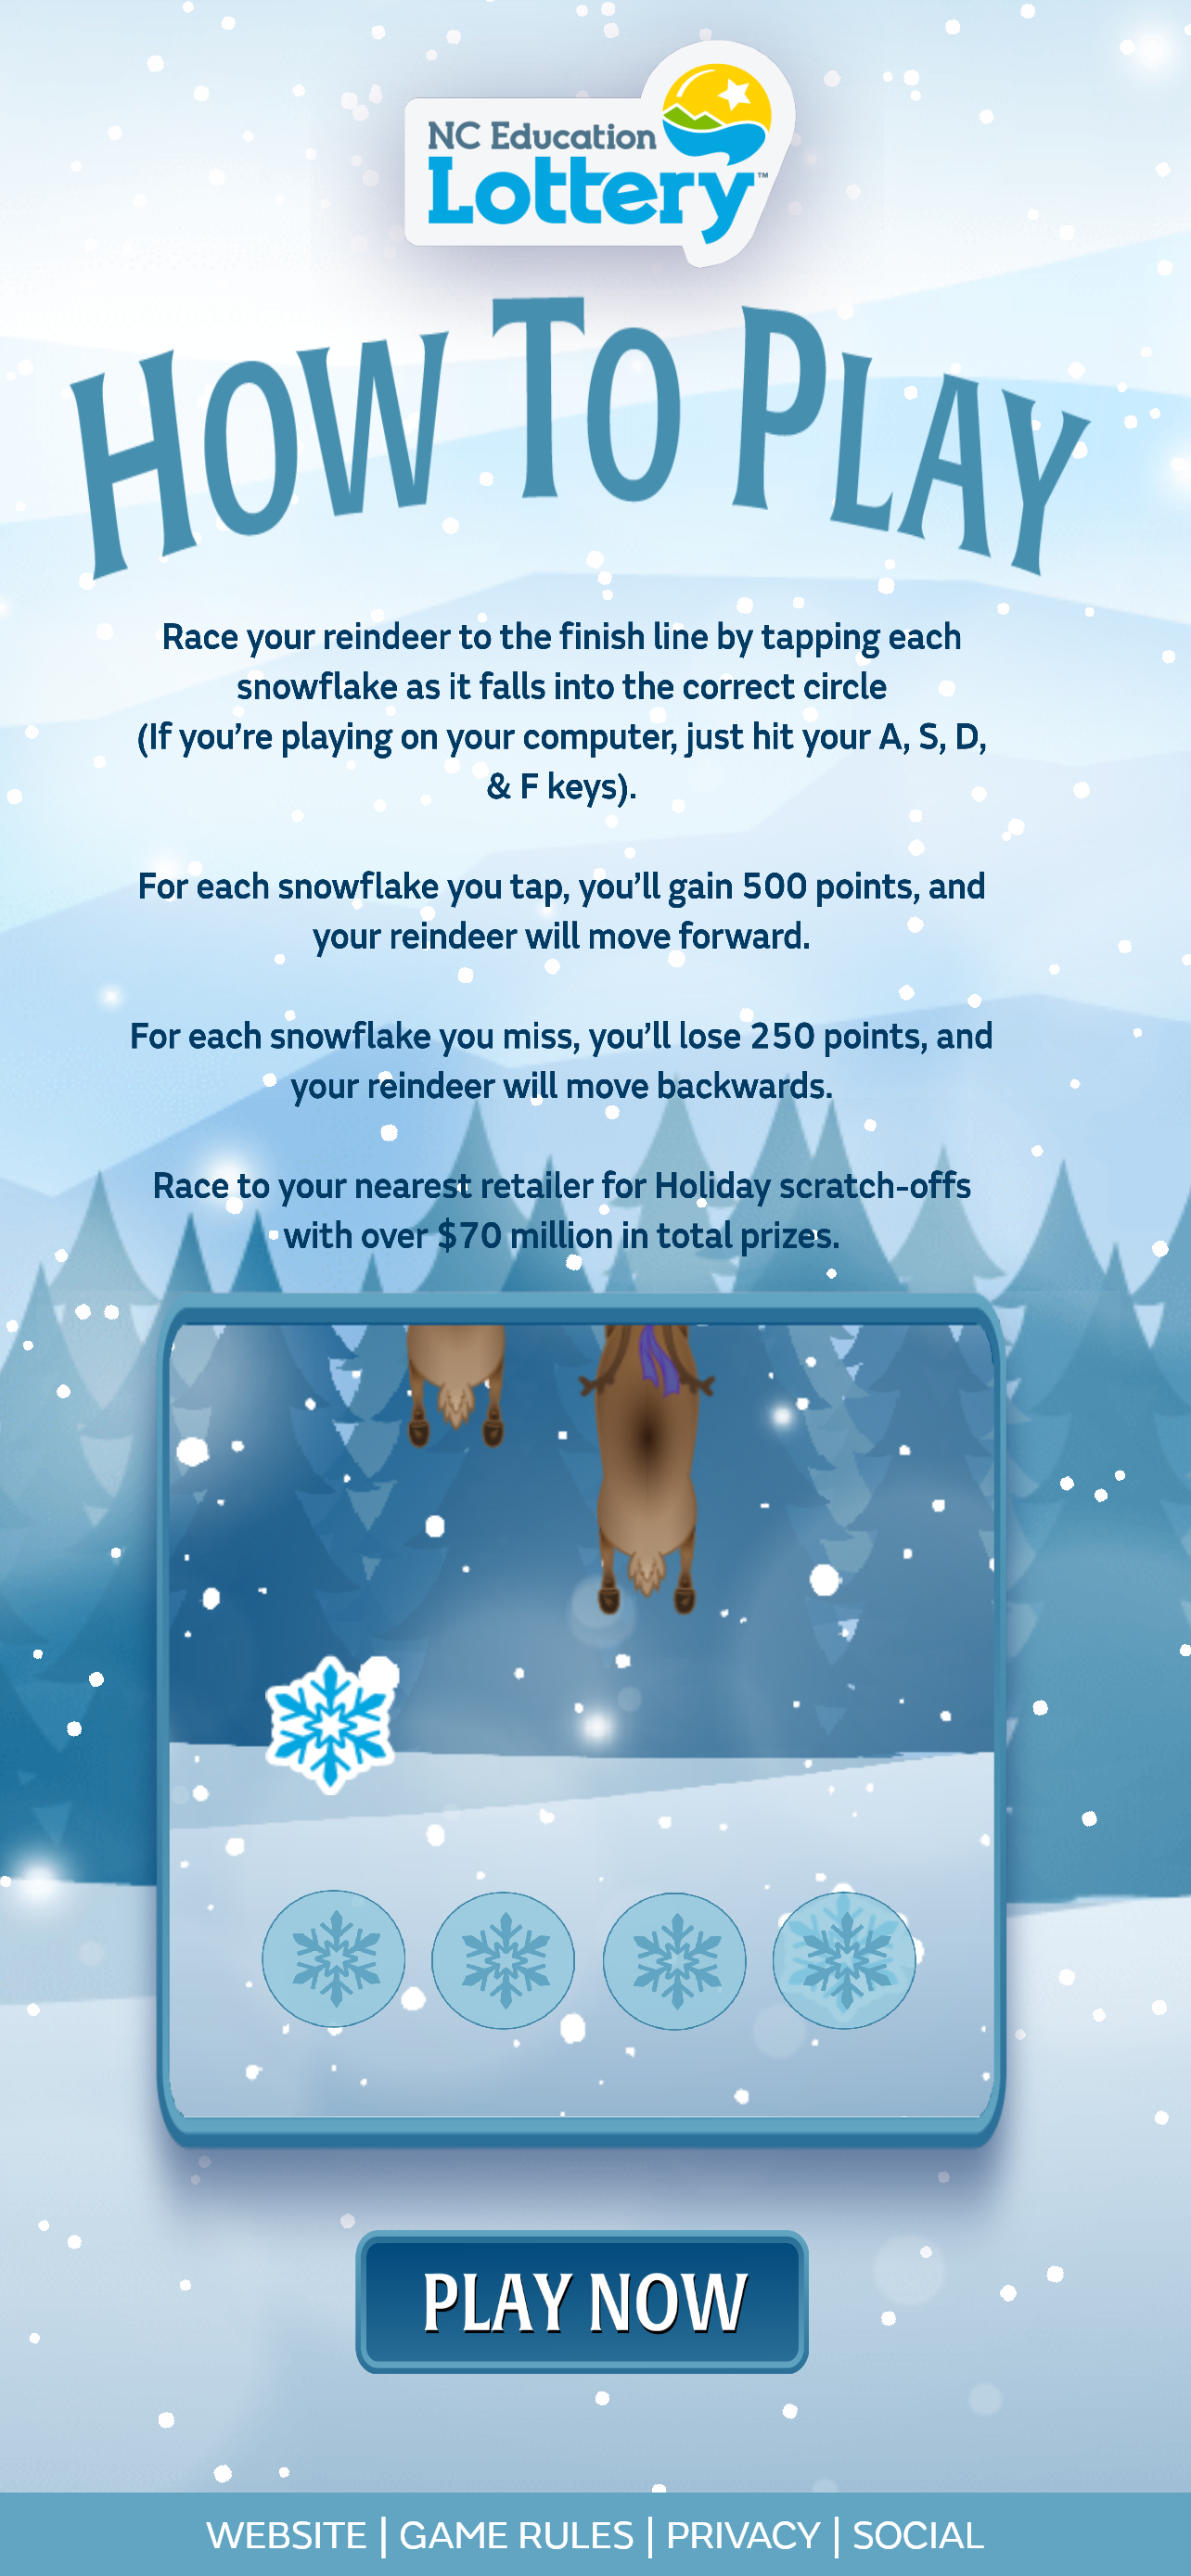 NC Education
Lottery™
HOW TO PLAY
Race your reindeer to the finish line by tapping each
snowflake as it falls into the correct circle
(If you’re playing on your computer, just hit your A, S, D,
& F keys).
For each snowflake you tap, you’ll gain 500 points, and
your reindeer will move forward.
For each snowflake you miss, you’ll lose 250 points, and
your reindeer will move backwards.
Race to your nearest retailer for Holiday scratch-offs
with over $70 million in total prizes.
PLAY NOW
WEBSITE | GAME RULES | PRIVACY | SOCIAL